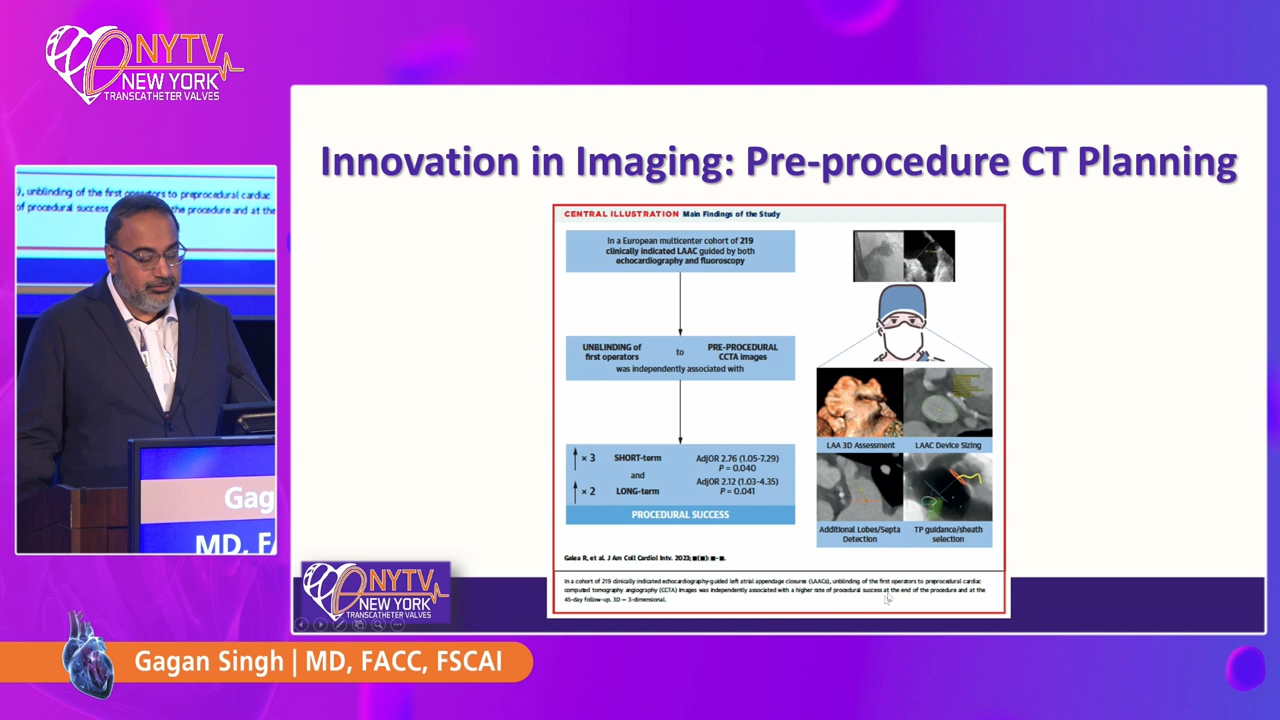 NYTV
NEW YORK
TRANSCATHETER VALVES
), unblinding of the first operators to preprocedural cardiac
of procedural success
the procedure and at the
Gag
MD, FA
Innovation in Imaging: Pre-procedure CT Planning
CENTRAL ILLUSTRATION Main Findings of the Study
In a European multicenter cohort of 219
clinically indicated LAAC guided by both
echocardiography and fluoroscopy
UNBLINDING of
first operators
to
PRE-PROCEDURAL
CCTA images
was independently associated with
↑ × 3 SHORT-term AdjOR 2.76 (1.05-7.29)
P = 0.040
and
↑ × 2 LONG-term AdjOR 2.12 (1.03-4.35)
P = 0.041
PROCEDURAL SUCCESS
LAA 3D Assessment
LAAC Device Sizing
Additional Lobes/Septa
Detection
TP guidance/sheath
selection
Galea R, et al. J Am Coll Cardiol Intv. 2023;■(■):■-■.
In a cohort of 219 clinically indicated echocardiography-guided left atrial appendage closures (LAACs), unblinding of the first operators to preprocedural cardiac
computed tomography angiography (CCTA) images was independently associated with a higher rate of procedural success at the end of the procedure and at the
45-day follow-up. 3D = 3-dimensional.
NYTV
NEW YORK
TRANSCATHETER VALVES
Gagan Singh | MD, FACC, FSCAI